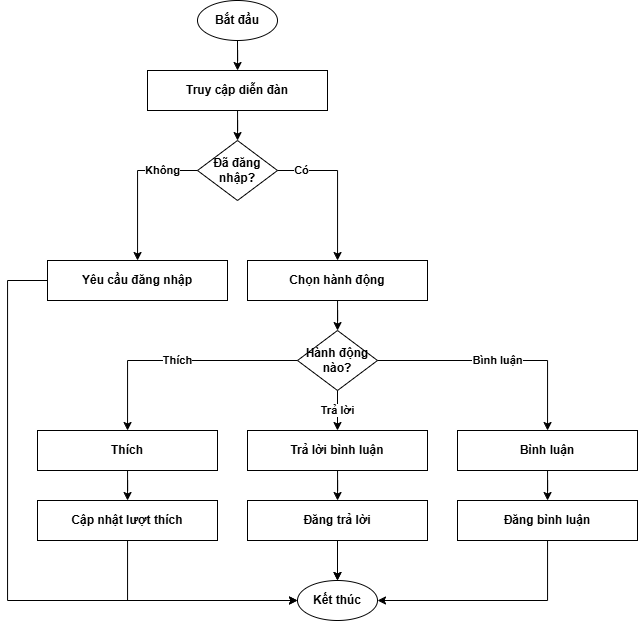 Bắt đầu
Truy cập diễn đàn
Đã đăng
nhập?
Không
Có
Yêu cầu đăng nhập
Chọn hành động
Hành động
nào?
Thích
Bình luận
Trả lời
Thích
Trả lời bình luận
Bình luận
Cập nhật lượt thích
Đăng trả lời
Đăng bình luận
Kết thúc